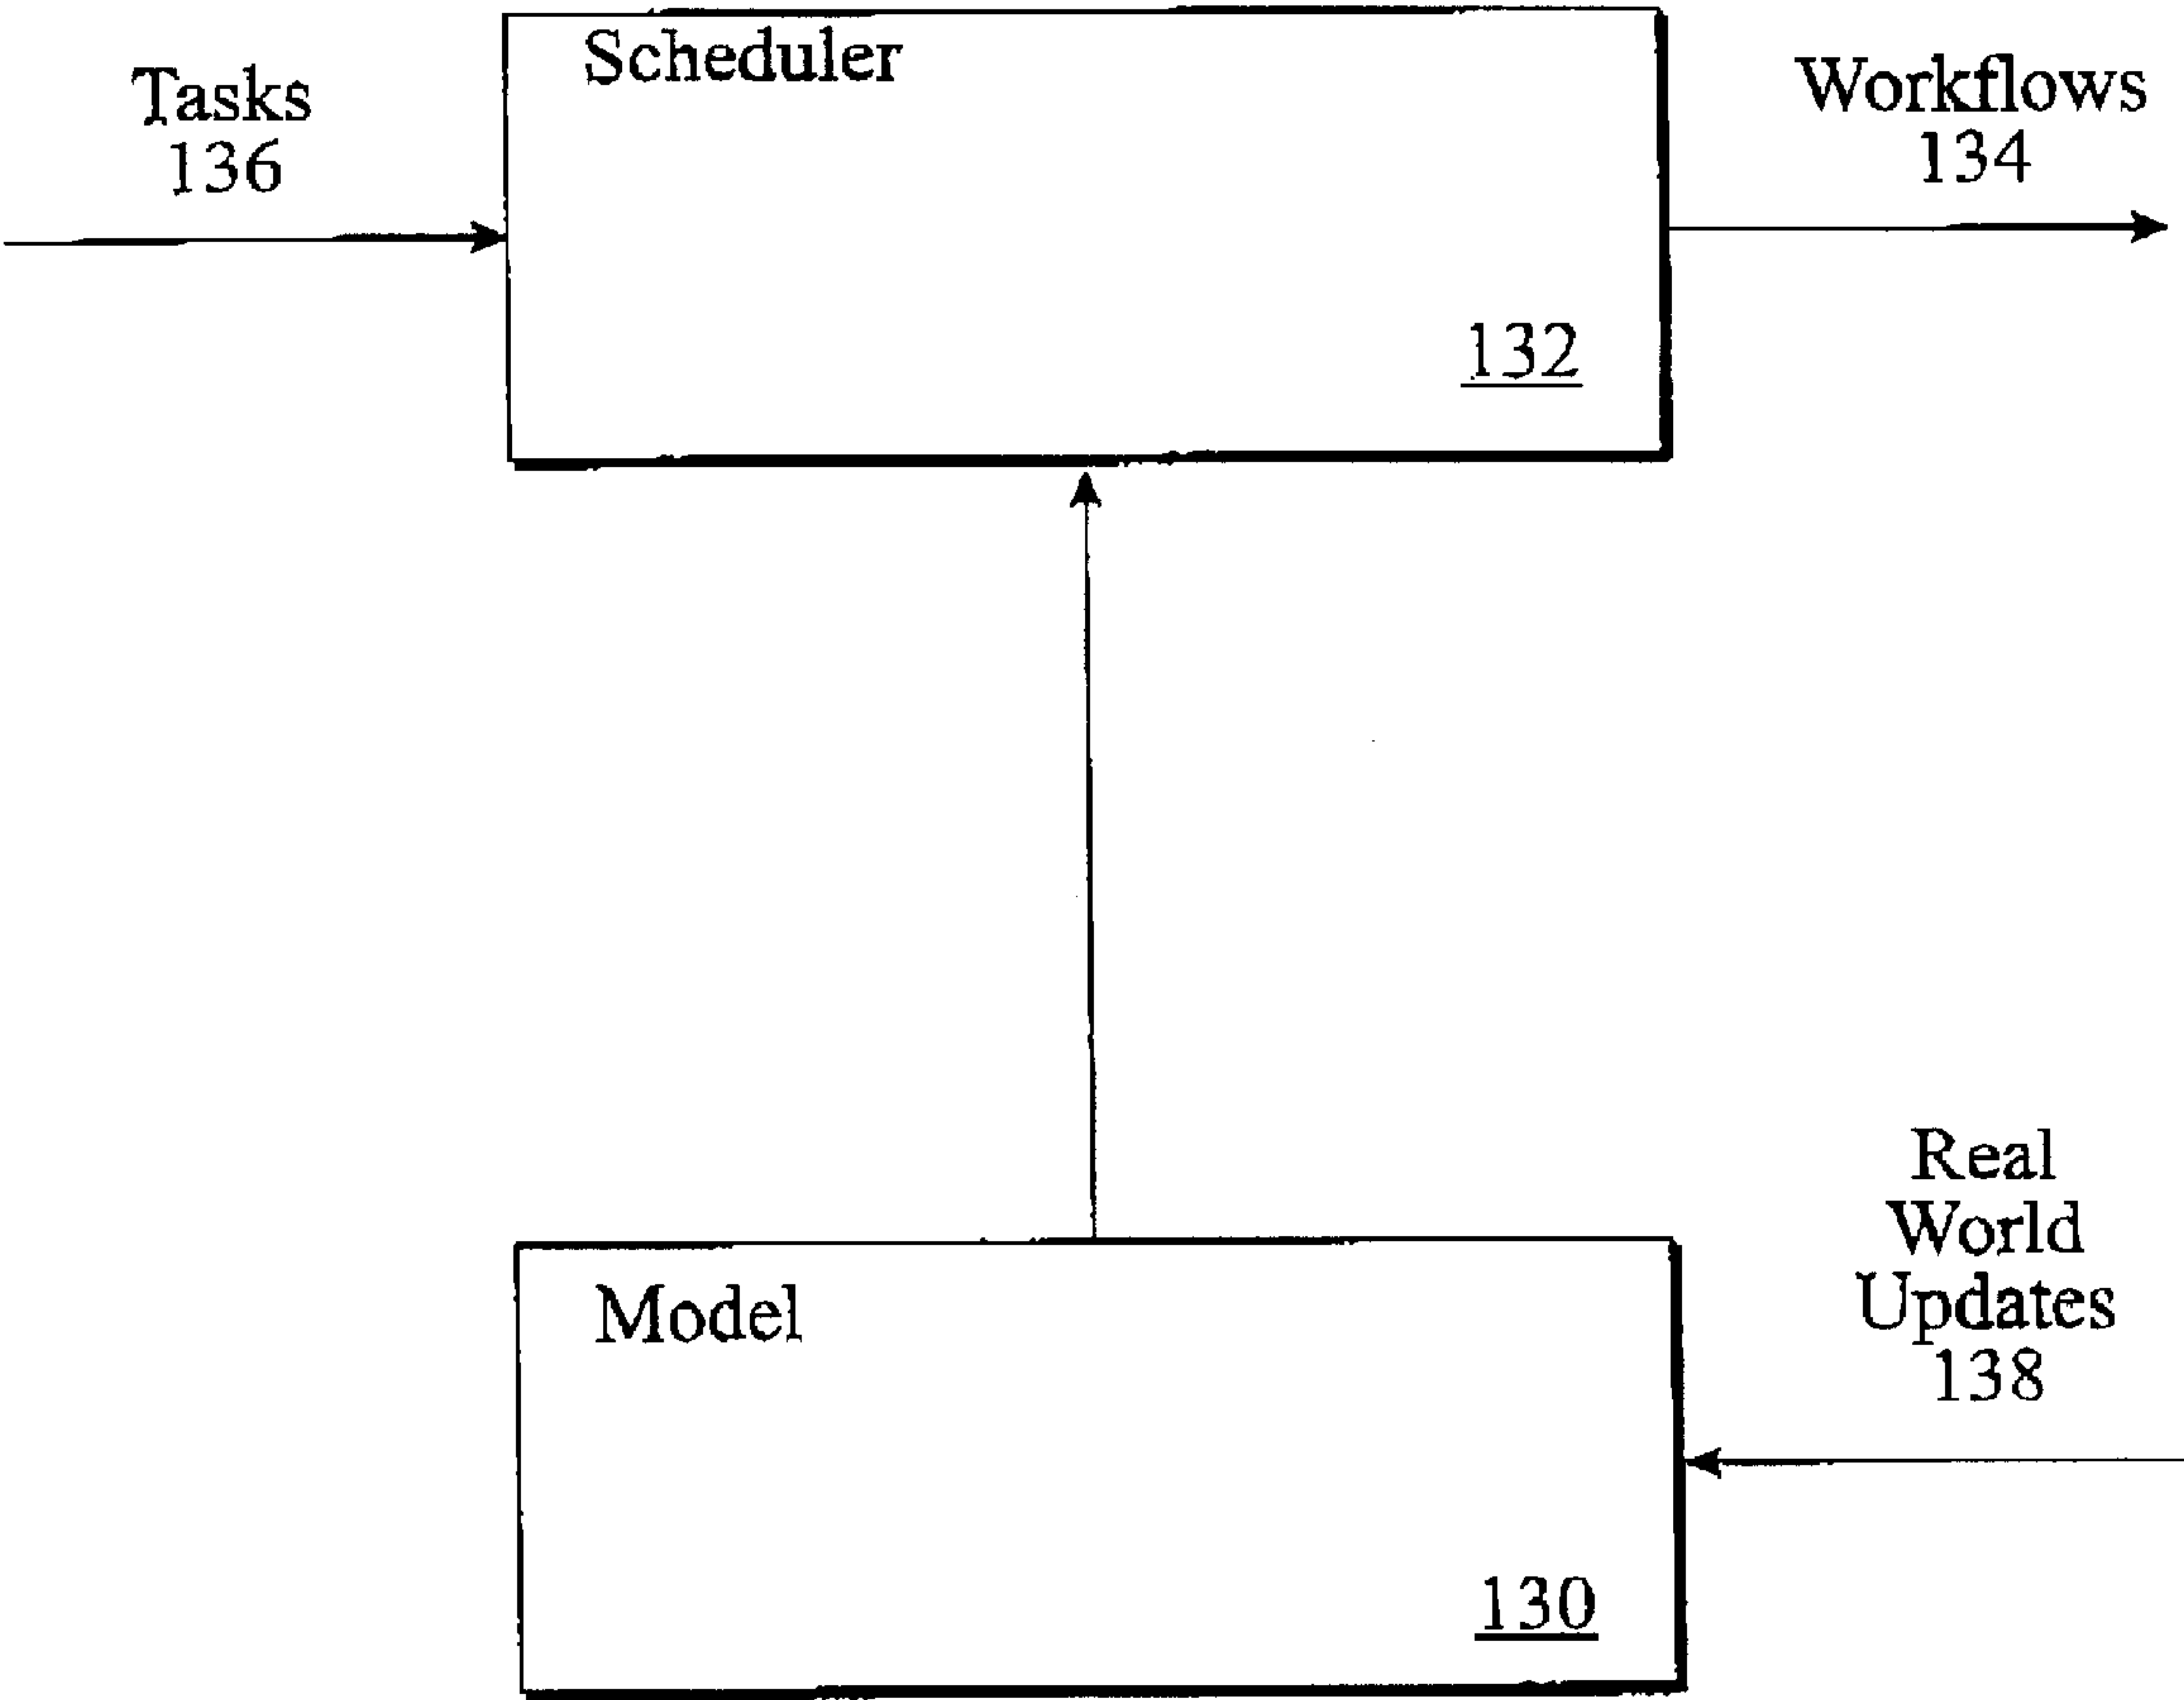 Tasks
136
Scheduler
132
Workflows
134
Model
130
Real
World
Updates
138